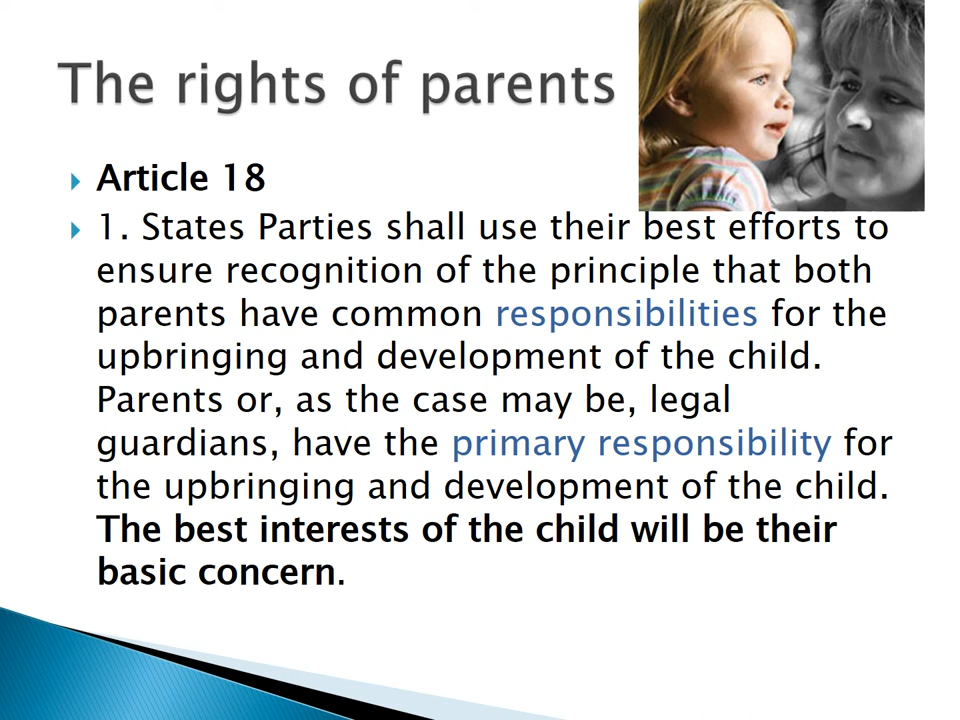 The rights of parents
Article 18
1. States Parties shall use their best efforts to
ensure recognition of the principle that both
parents have common responsibilities for the
upbringing and development of the child.
Parents or, as the case may be, legal
guardians, have the primary responsibility for
the upbringing and development of the child.
The best interests of the child will be their
basic concern.